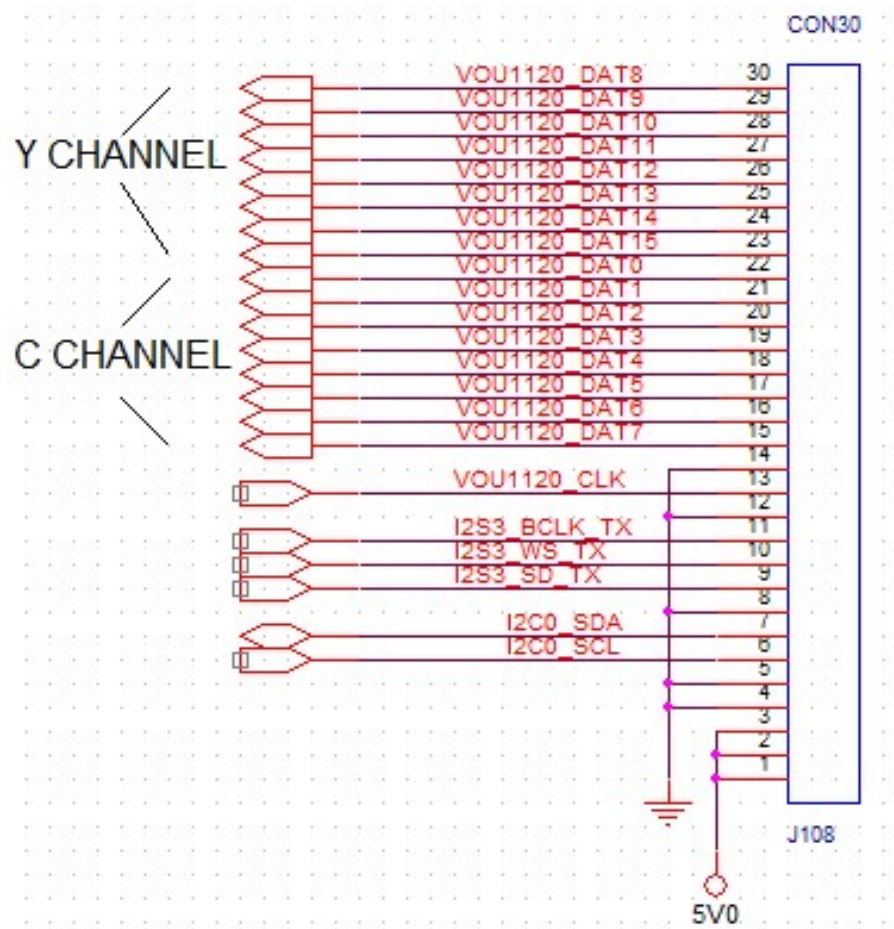 CON30
VOU1120_DAT8 30
VOU1120_DAT9 29
VOU1120_DAT10 28
VOU1120_DAT11 27
Y CHANNEL
VOU1120_DAT12 26
VOU1120_DAT13 25
VOU1120_DAT14 24
VOU1120_DAT15 23
VOU1120_DAT0 22
VOU1120_DAT1 21
VOU1120_DAT2 20
VOU1120_DAT3 19
C CHANNEL
VOU1120_DAT4 18
VOU1120_DAT5 17
VOU1120_DAT6 16
VOU1120_DAT7 15
14
VOU1120_CLK 13
12
I2S3_BCLK_TX 11
I2S3_WS_TX 10
I2S3_SD_TX 9
8
I2C0_SDA 7
I2C0_SCL 6
5
4
3
2
1
J108
5V0